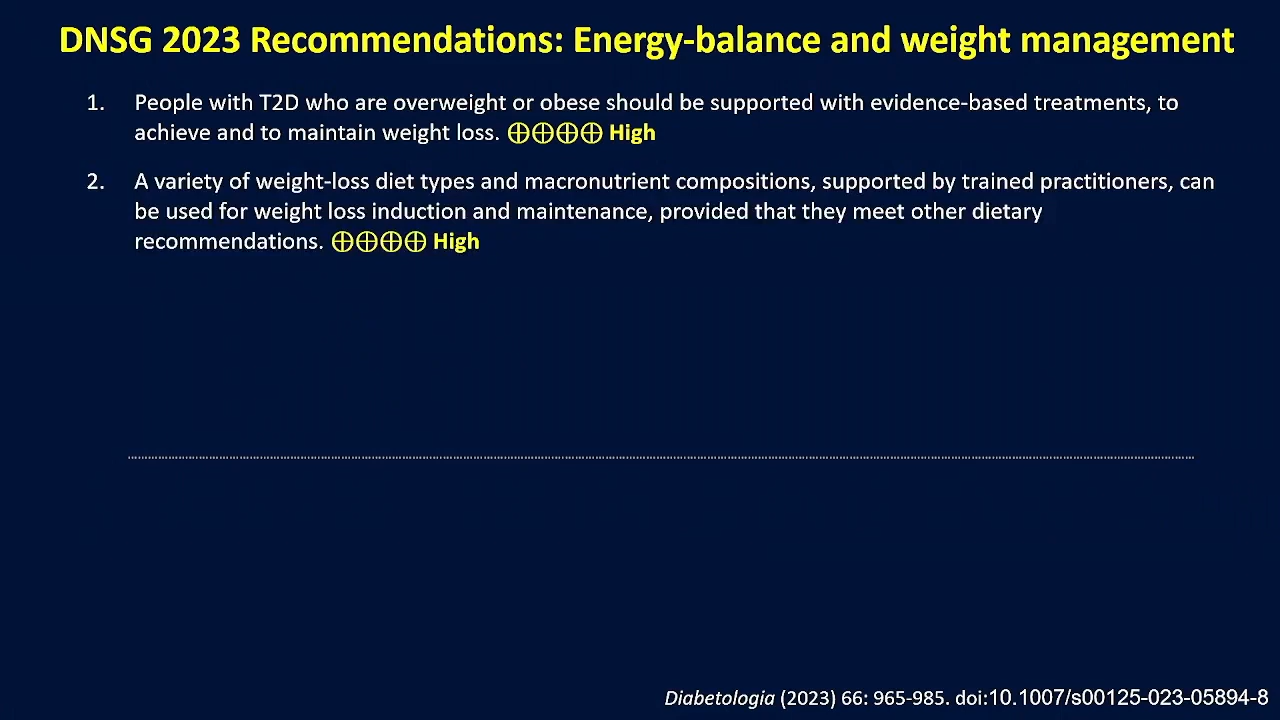 DNSG 2023 Recommendations: Energy-balance and weight management
1. People with T2D who are overweight or obese should be supported with evidence-based treatments, to
achieve and to maintain weight loss. ⨁⨁⨁⨁ High
2. A variety of weight-loss diet types and macronutrient compositions, supported by trained practitioners, can
be used for weight loss induction and maintenance, provided that they meet other dietary
recommendations. ⨁⨁⨁⨁ High
Diabetologia (2023) 66: 965-985. doi:10.1007/s00125-023-05894-8